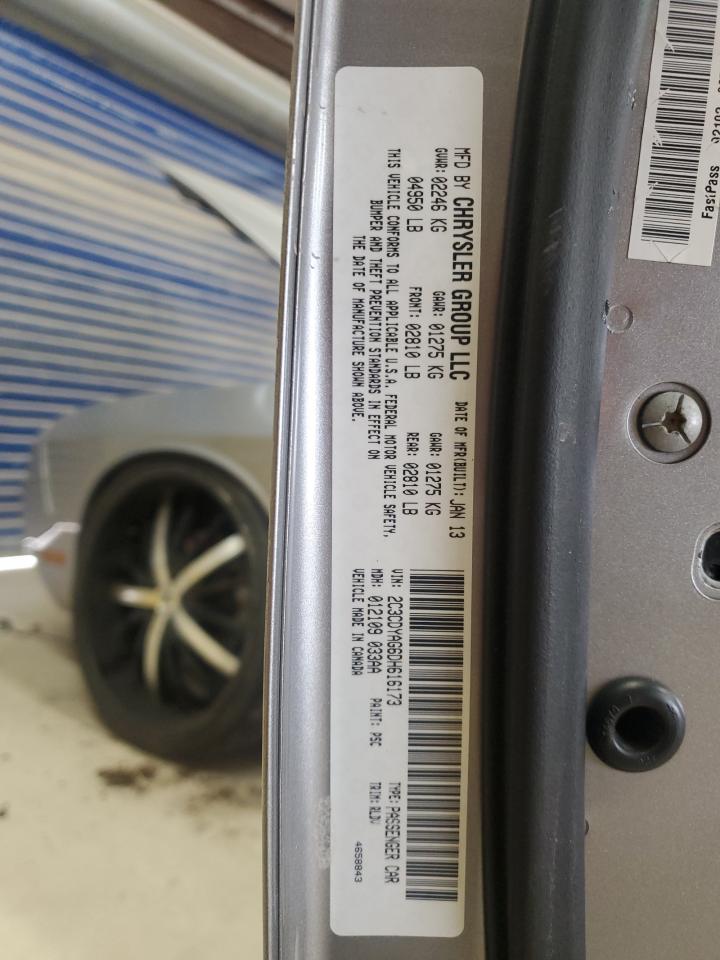 MFD BY CHRYSLER GROUP LLC DATE OF MFR(BUILT): JAN 13
GVWR: 02246 KG GAWR: 01275 KG GAWR: 01275 KG
04950 LB FRONT: 02810 LB REAR: 02810 LB
THIS VEHICLE CONFORMS TO ALL APPLICABLE U.S.A. FEDERAL MOTOR VEHICLE SAFETY,
BUMPER AND THEFT PREVENTION STANDARDS IN EFFECT ON
THE DATE OF MANUFACTURE SHOWN ABOVE.
VIN: 2C3CDYAG6DH616173 TYPE: PASSENGER CAR
MDH: 012109 033AA PAINT: PSC TRIM: RLDV
VEHICLE MADE IN CANADA
4658843
FastPass